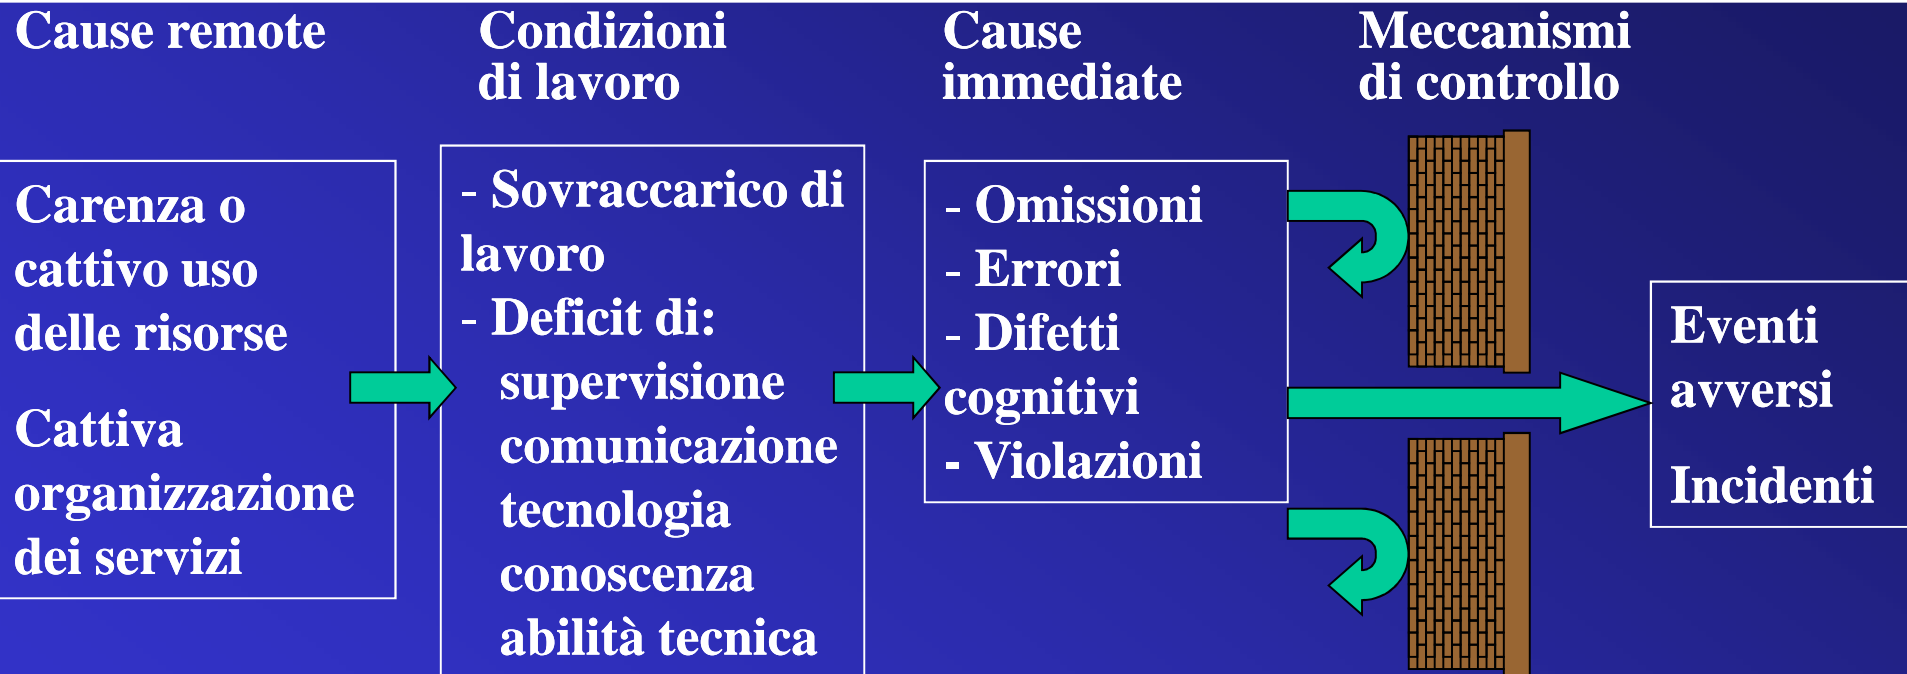 Cause remote
Condizioni
di lavoro
Cause
immediate
Meccanismi
di controllo
Carenza o
cattivo uso
delle risorse
Cattiva
organizzazione
dei servizi
- Sovraccarico di
lavoro
- Deficit di:
supervisione
comunicazione
tecnologia
conoscenza
abilità tecnica
- Omissioni
- Errori
- Difetti
cognitivi
- Violazioni
Eventi
avversi
Incidenti